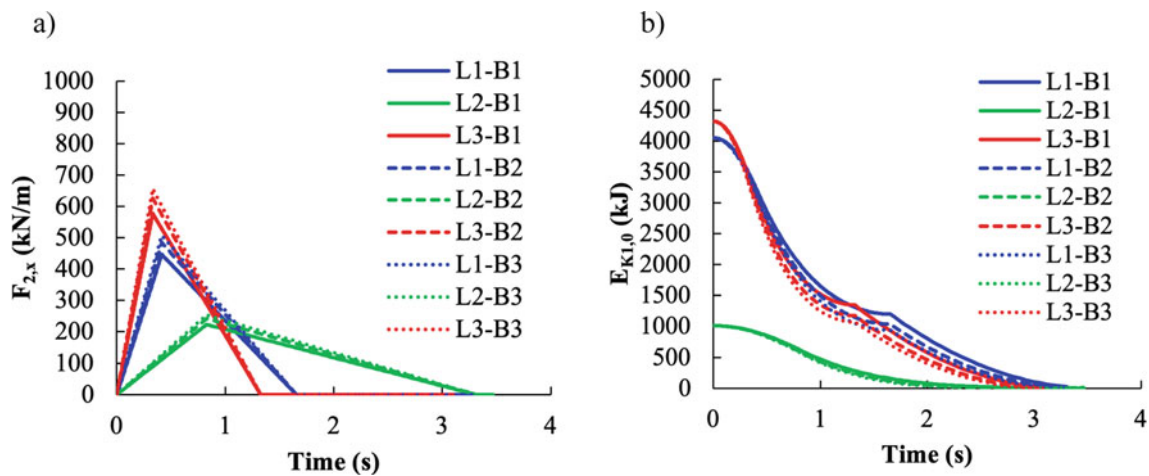 a)
F2,x (kN/m)
1000
900
800
700
600
500
400
300
200
100
0
0 1 2 3 4
Time (s)
L1-B1
L2-B1
L3-B1
L1-B2
L2-B2
L3-B2
L1-B3
L2-B3
L3-B3
b)
EK1,0 (kJ)
5000
4500
4000
3500
3000
2500
2000
1500
1000
500
0
0 1 2 3 4
Time (s)
L1-B1
L2-B1
L3-B1
L1-B2
L2-B2
L3-B2
L1-B3
L2-B3
L3-B3